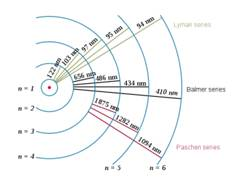 Lyman series
94 nm
95 nm
97 nm
103 nm
122 nm
656 nm
486 nm
434 nm
410 nm
Balmer series
1875 nm
1282 nm
1094 nm
Paschen series
n = 1
n = 2
n = 3
n = 4
n = 5
n = 6